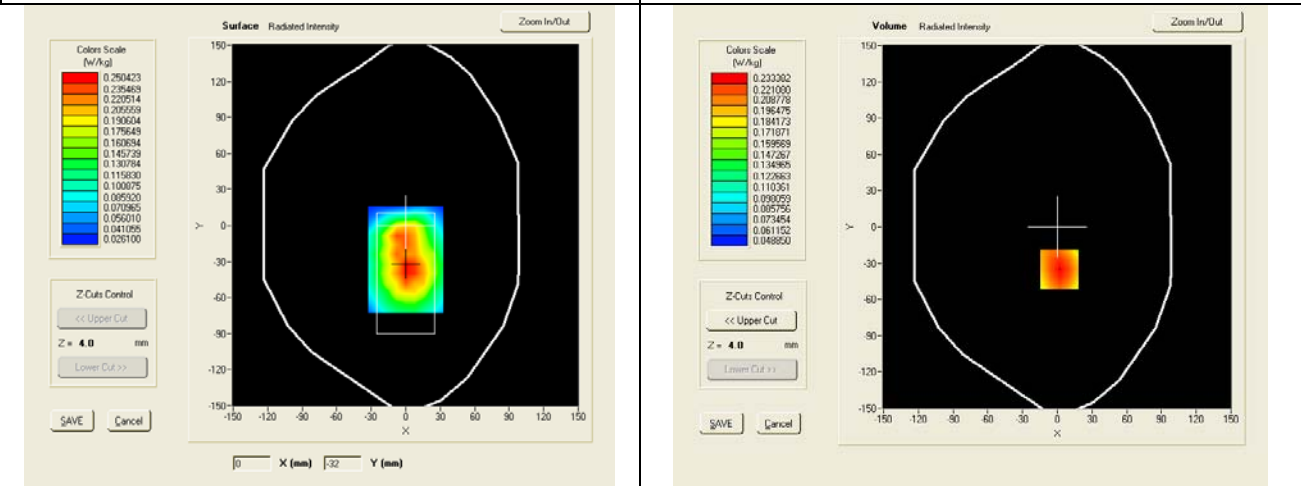 Surface Radiated Intensity
Zoom In/Out
Colors Scale
(W/kg)
0.250423
0.235469
0.220514
0.205559
0.190604
0.175649
0.160694
0.145739
0.130784
0.115830
0.100875
0.085920
0.070965
0.056010
0.041055
0.026100
150
120
90
60
30
0
-30
-60
-90
-120
-150
Y
-150 -120 -90 -60 -30 0 30 60 90 120 150
X
Z-Cuts Control
<< Upper Cut
Z = 4.0 mm
Lower Cut >>
SAVE Cancel
0 X (mm) -32 Y (mm)
Volume Radiated Intensity
Zoom In/Out
Colors Scale
(W/kg)
0.233382
0.221080
0.208778
0.196475
0.184173
0.171871
0.159569
0.147267
0.134965
0.122663
0.110361
0.098059
0.085756
0.073454
0.061152
0.048850
150
120
90
60
30
0
-30
-60
-90
-120
-150
Y
-150 -120 -90 -60 -30 0 30 60 90 120 150
X
Z-Cuts Control
<< Upper Cut
Z = 4.0 mm
Lower Cut >>
SAVE Cancel